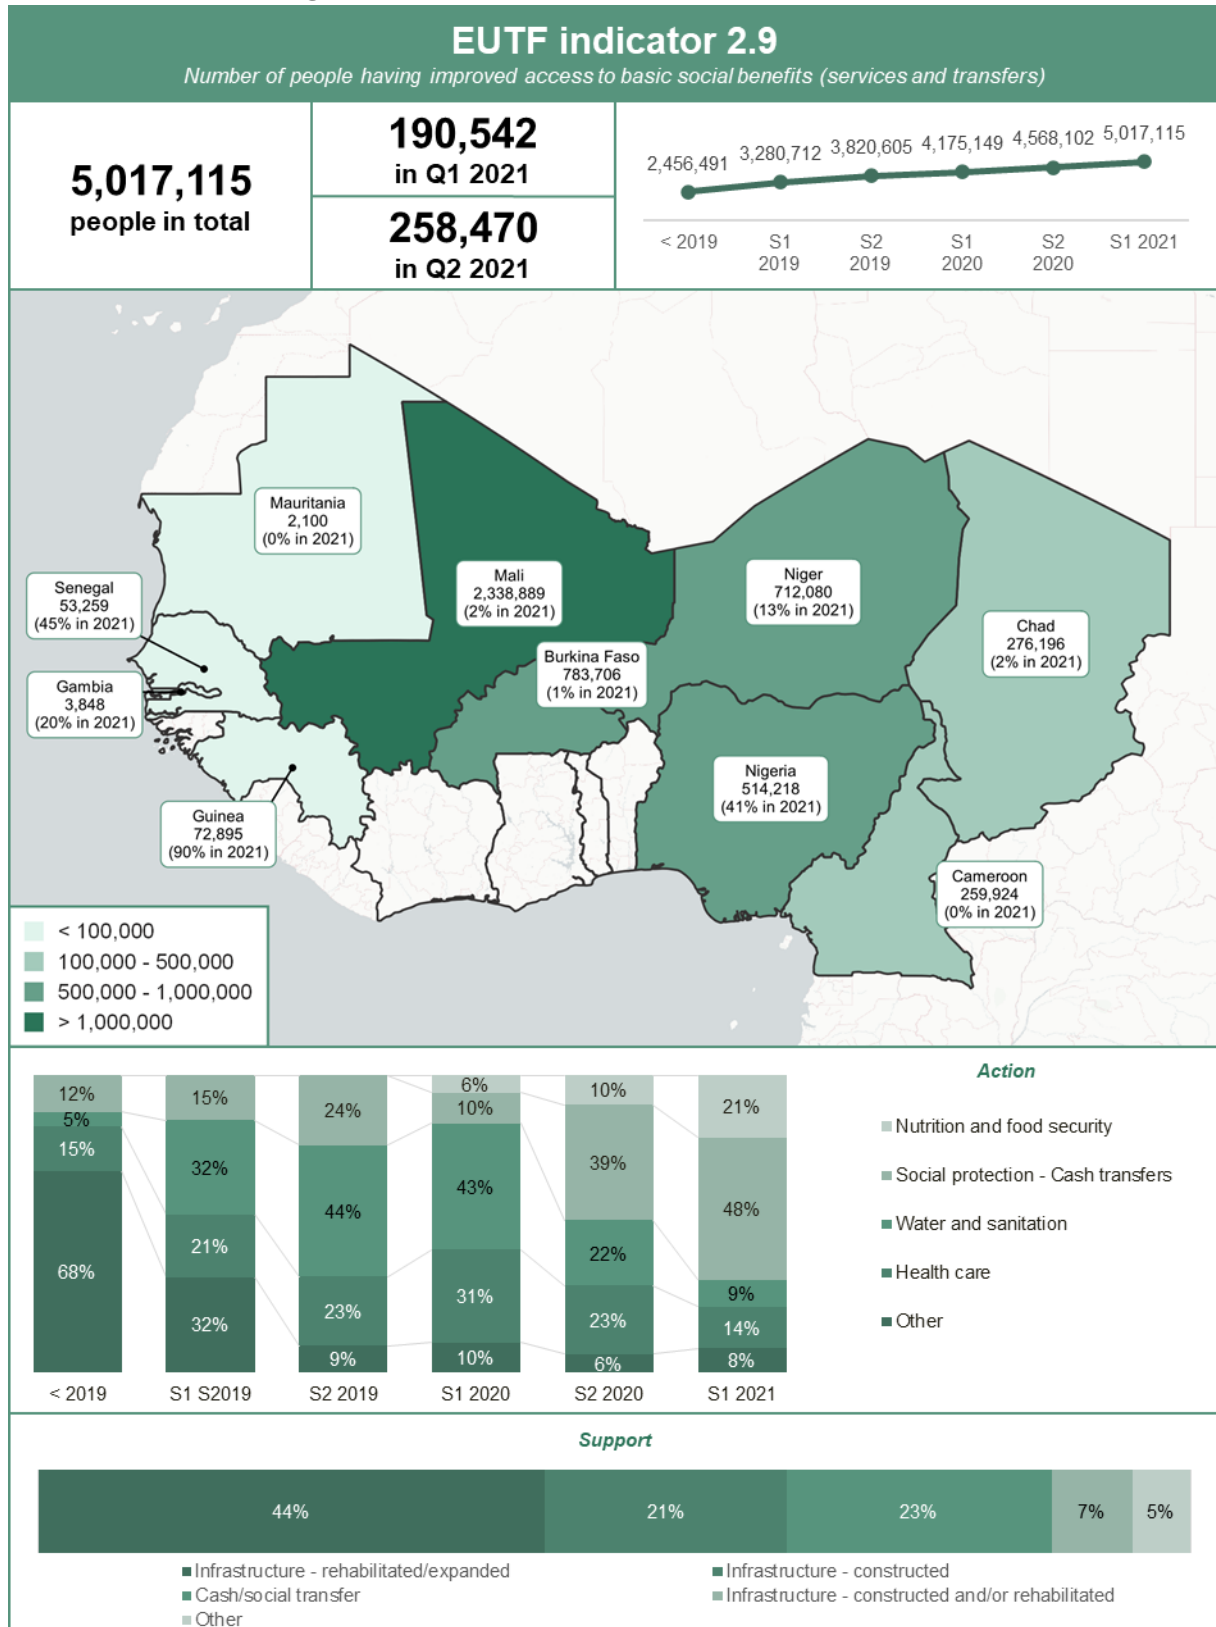 EUTF indicator 2.9
Number of people having improved access to basic social benefits (services and transfers)
5,017,115
people in total
190,542
in Q1 2021
258,470
in Q2 2021
2,456,491
3,280,712
3,820,605
4,175,149
4,568,102
5,017,115
< 2019
S1
2019
S2
2019
S1
2020
S2
2020
S1 2021
Mauritania
2,100
(0% in 2021)
Senegal
53,259
(45% in 2021)
Mali
2,338,889
(2% in 2021)
Niger
712,080
(13% in 2021)
Chad
276,196
(2% in 2021)
Burkina Faso
783,706
(1% in 2021)
Gambia
3,848
(20% in 2021)
Nigeria
514,218
(41% in 2021)
Guinea
72,895
(90% in 2021)
Cameroon
259,924
(0% in 2021)
< 100,000
100,000 - 500,000
500,000 - 1,000,000
> 1,000,000
12%
5%
15%
68%
15%
32%
21%
32%
24%
44%
23%
9%
6%
10%
43%
31%
10%
10%
39%
22%
23%
6%
21%
48%
9%
14%
8%
< 2019
S1 S2019
S2 2019
S1 2020
S2 2020
S1 2021
Action
Nutrition and food security
Social protection - Cash transfers
Water and sanitation
Health care
Other
Support
44%
21%
23%
7%
5%
Infrastructure - rehabilitated/expanded
Infrastructure - constructed
Cash/social transfer
Infrastructure - constructed and/or rehabilitated
Other